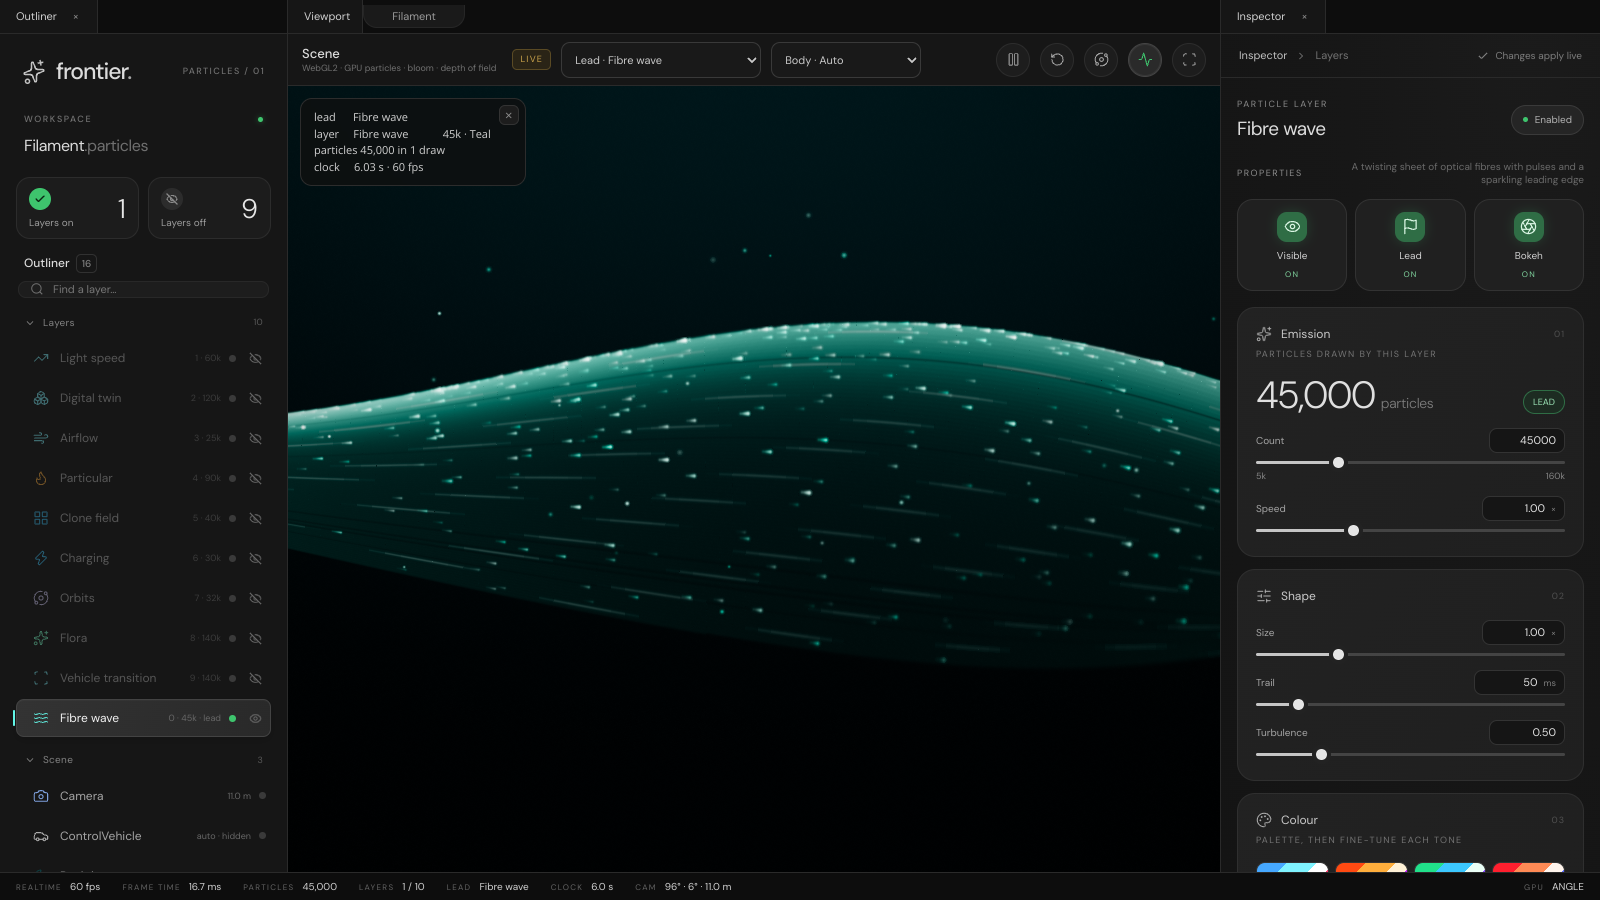 Outliner ×
Viewport
Filament
Inspector ×
frontier.
PARTICLES / 01
WORKSPACE
Filament.particles
Layers on
1
Layers off
9
Outliner 16
Find a layer...
Layers 10
Light speed 1 · 60k
Digital twin 2 · 120k
Airflow 3 · 25k
Particular 4 · 90k
Clone field 5 · 40k
Charging 6 · 30k
Orbits 7 · 32k
Flora 8 · 140k
Vehicle transition 9 · 140k
Fibre wave 0 · 45k · lead
Scene 3
Camera 11.0 m
ControlVehicle auto · hidden
Scene
WebGL2 · GPU particles · bloom · depth of field
LIVE
Lead · Fibre wave
Body · Auto
lead Fibre wave
layer Fibre wave 45k · Teal
particles 45,000 in 1 draw
clock 6.03 s · 60 fps
×
Inspector > Layers
Changes apply live
PARTICLE LAYER
Fibre wave
Enabled
PROPERTIES
A twisting sheet of optical fibres with pulses and a
sparkling leading edge
Visible
ON
Lead
ON
Bokeh
ON
Emission 01
PARTICLES DRAWN BY THIS LAYER
45,000 particles
LEAD
Count 45000
5k 160k
Speed 1.00 ×
Shape 02
Size 1.00 ×
Trail 50 ms
Turbulence 0.50
Colour 03
PALETTE, THEN FINE-TUNE EACH TONE
REALTIME 60 fps FRAME TIME 16.7 ms PARTICLES 45,000 LAYERS 1 / 10 LEAD Fibre wave CLOCK 6.0 s CAM 96° · 6° · 11.0 m GPU ANGLE